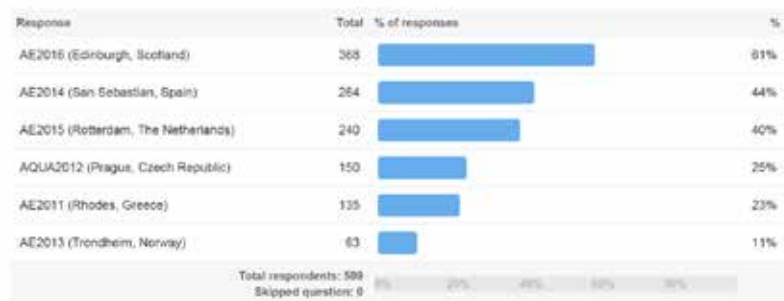 Response Total % of responses %
AE2016 (Edinburgh, Scotland) 368 61%
AE2014 (San Sebastian, Spain) 264 44%
AE2015 (Rotterdam, The Netherlands) 240 40%
AQUA2012 (Prague, Czech Republic) 150 25%
AE2011 (Rhodes, Greece) 135 23%
AE2013 (Trondheim, Norway) 63 11%
Total respondents: 599
Skipped question: 0
0% 20% 40% 60%